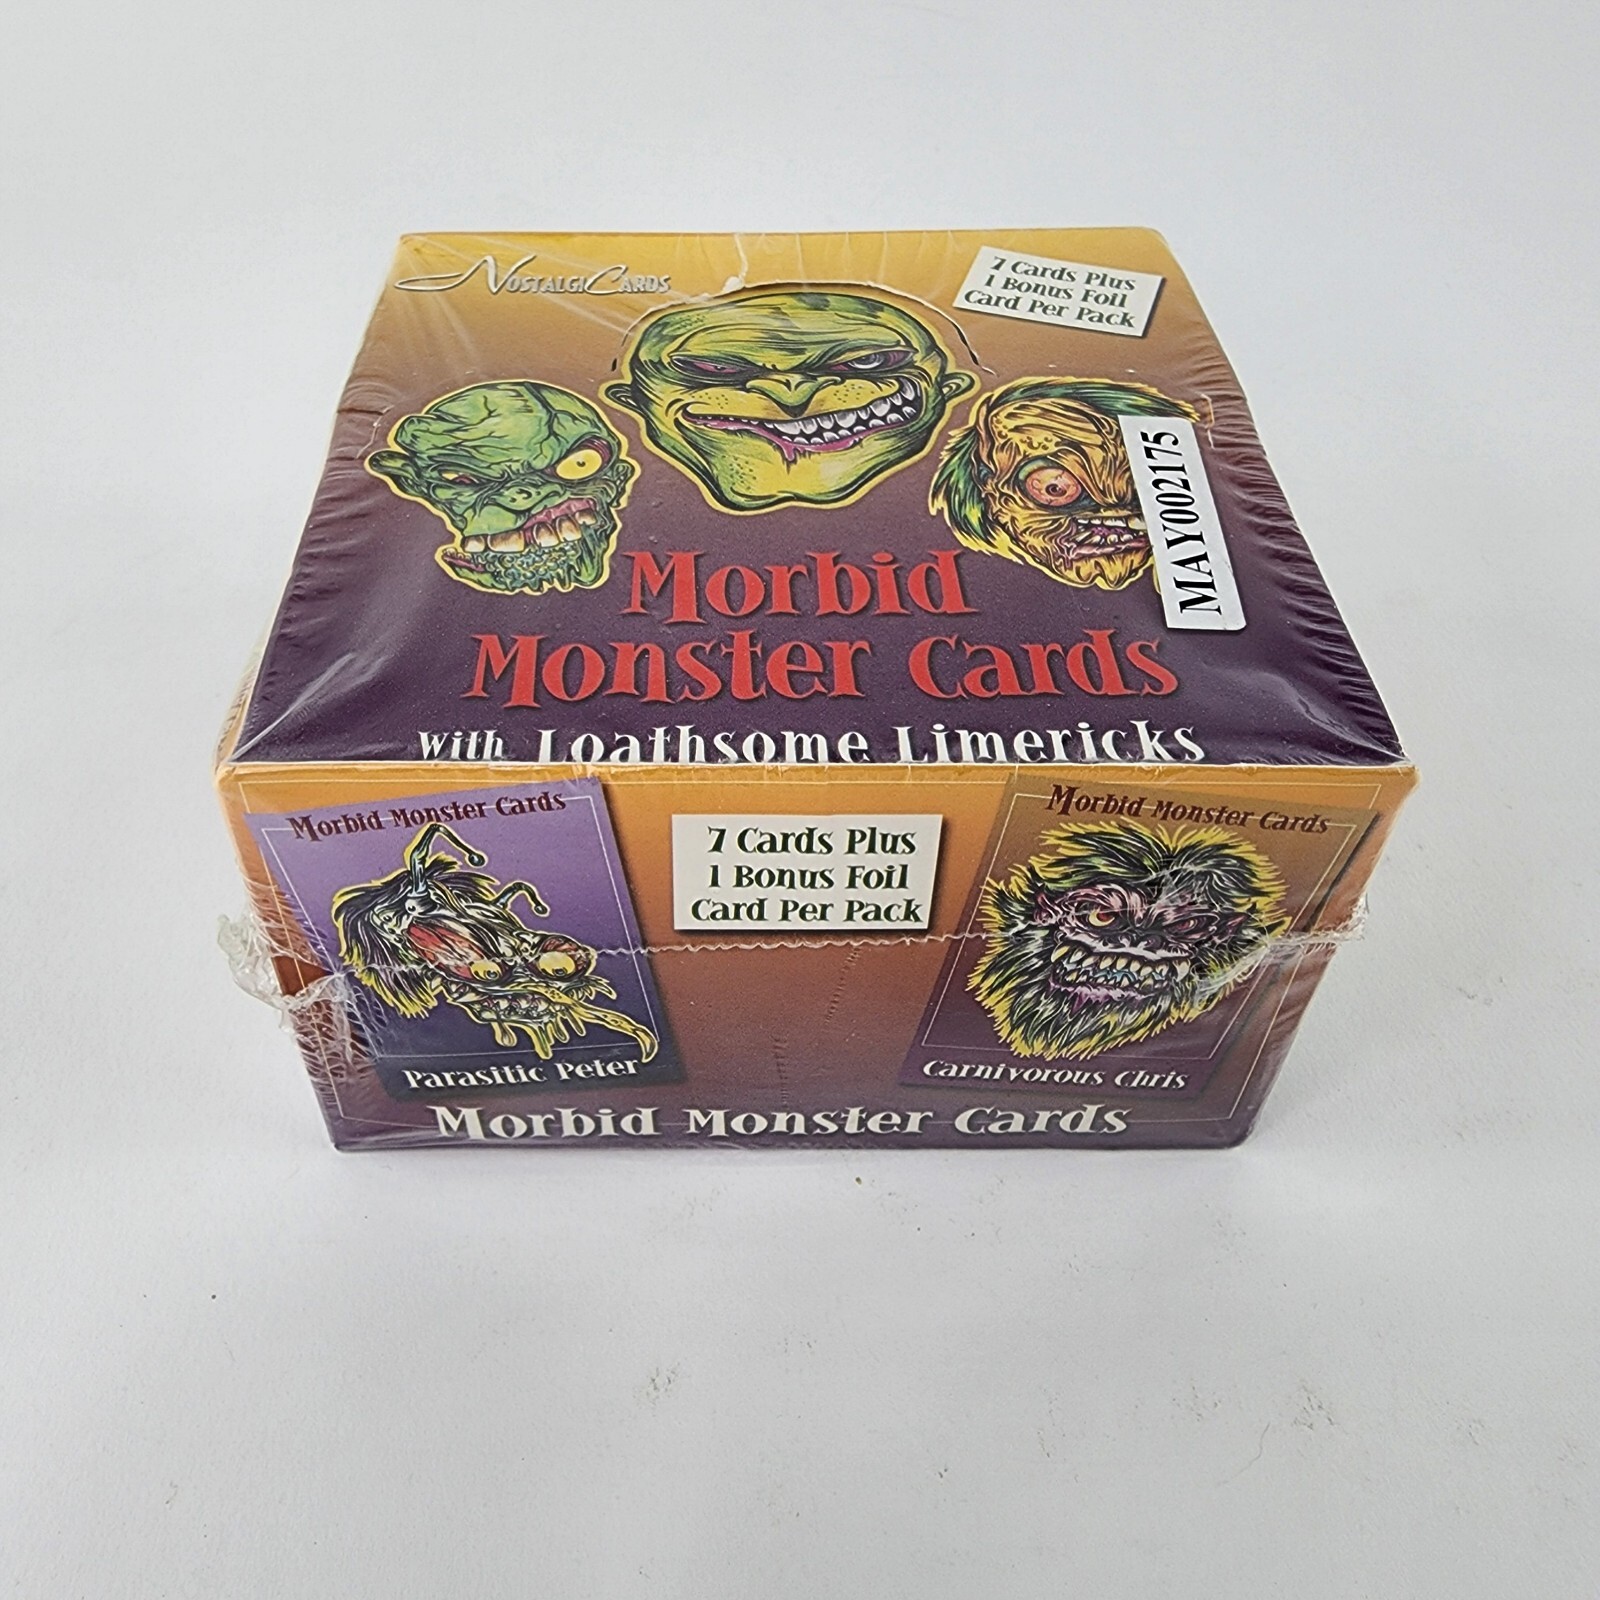 NostalgiCards
7 Cards Plus
1 Bonus Foil
Card Per Pack
MAY002175
Morbid
Monster Cards
With Loathsome Limericks
Morbid Monster Cards
Parasitic Peter
7 Cards Plus
1 Bonus Foil
Card Per Pack
Morbid Monster Cards
Carnivorous Chris
Morbid Monster Cards